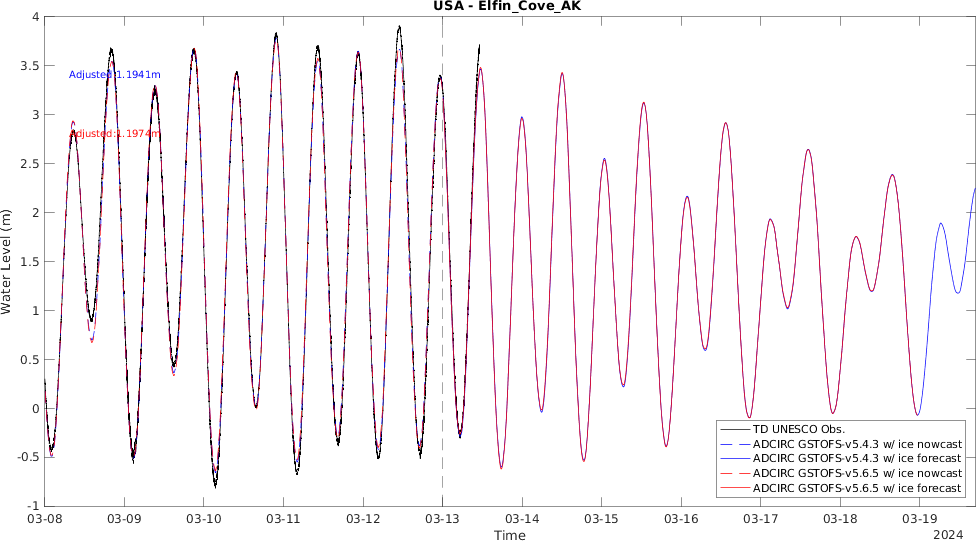 USA - Elfin_Cove_AK
4
3.5
3
2.5
2
1.5
1
0.5
0
-0.5
-1
Water Level (m)
Adjusted:1.1941m
Adjusted:1.1974m
TD UNESCO Obs.
ADCIRC GSTOFS-v5.4.3 w/ ice nowcast
ADCIRC GSTOFS-v5.4.3 w/ ice forecast
ADCIRC GSTOFS-v5.6.5 w/ ice nowcast
ADCIRC GSTOFS-v5.6.5 w/ ice forecast
03-08 03-09 03-10 03-11 03-12 03-13 03-14 03-15 03-16 03-17 03-18 03-19
Time
2024